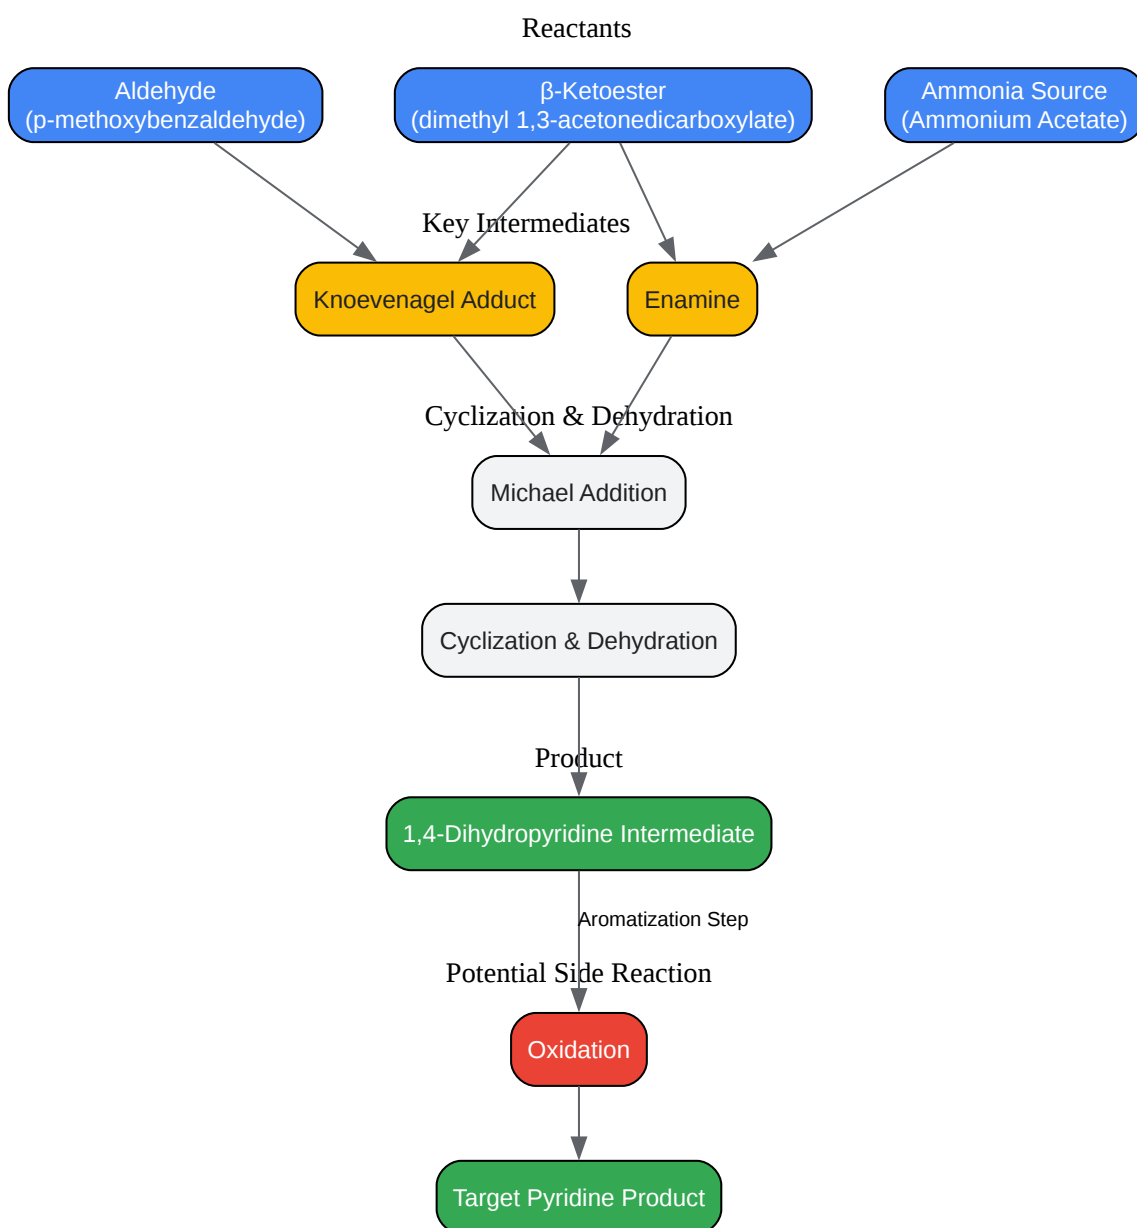 Reactants
Aldehyde
(p-methoxybenzaldehyde)
β-Ketoester
(dimethyl 1,3-acetonedicarboxylate)
Ammonia Source
(Ammonium Acetate)
Key Intermediates
Knoevenagel Adduct
Enamine
Cyclization & Dehydration
Michael Addition
Cyclization & Dehydration
Product
1,4-Dihydropyridine Intermediate
Aromatization Step
Potential Side Reaction
Oxidation
Target Pyridine Product